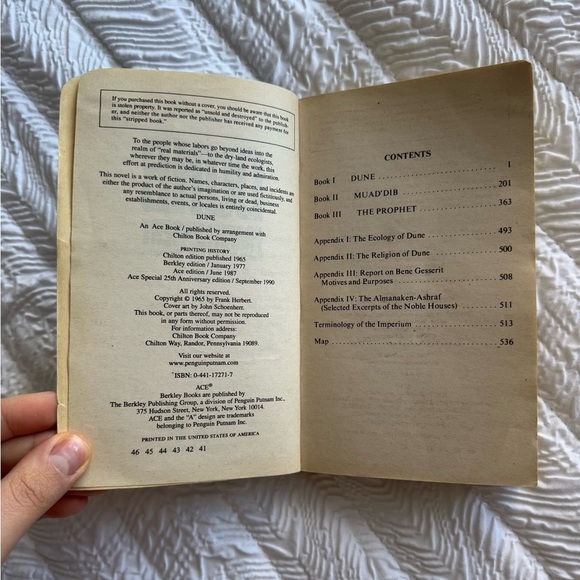 If you purchased this book without a cover, you should be aware that this book
is stolen property. It was reported as "unsold and destroyed" to the publish-
er, and neither the author nor the publisher has received any payment for
this "stripped book."
To the people whose labors go beyond ideas into the
realm of "real materials"—to the dry-land ecologists,
wherever they may be, in whatever time they work, this
effort at prediction is dedicated in humility and admiration.
This novel is a work of fiction. Names, characters, places, and incidents are
either the product of the author's imagination or are used fictitiously, and
any resemblance to actual persons, living or dead, business
establishments, events, or locales is entirely coincidental.
DUNE
An Ace Book / published by arrangement with
Chilton Book Company
PRINTING HISTORY
Chilton edition published 1965
Berkley edition / January 1977
Ace edition / June 1987
Ace Special 25th Anniversary edition / September 1990
All rights reserved.
Copyright © 1965 by Frank Herbert.
Cover art by John Schoenherr.
This book, or parts thereof, may not be reproduced
in any form without permission.
For information address:
Chilton Book Company
Chilton Way, Randor, Pennsylvania 19089.
Visit our website at
www.penguinputnam.com
ISBN: 0-441-17271-7
ACE®
Berkley Books are published by
The Berkley Publishing Group, a division of Penguin Putnam Inc.,
375 Hudson Street, New York, New York 10014.
ACE and the "A" design are trademarks
belonging to Penguin Putnam Inc.
PRINTED IN THE UNITED STATES OF AMERICA
46 45 44 43 42 41
CONTENTS
Book I DUNE 1
Book II MUAD'DIB 201
Book III THE PROPHET 363
Appendix I: The Ecology of Dune 493
Appendix II: The Religion of Dune 500
Appendix III: Report on Bene Gesserit
Motives and Purposes 508
Appendix IV: The Almanaken-Ashraf
(Selected Excerpts of the Noble Houses) 511
Terminology of the Imperium 513
Map 536